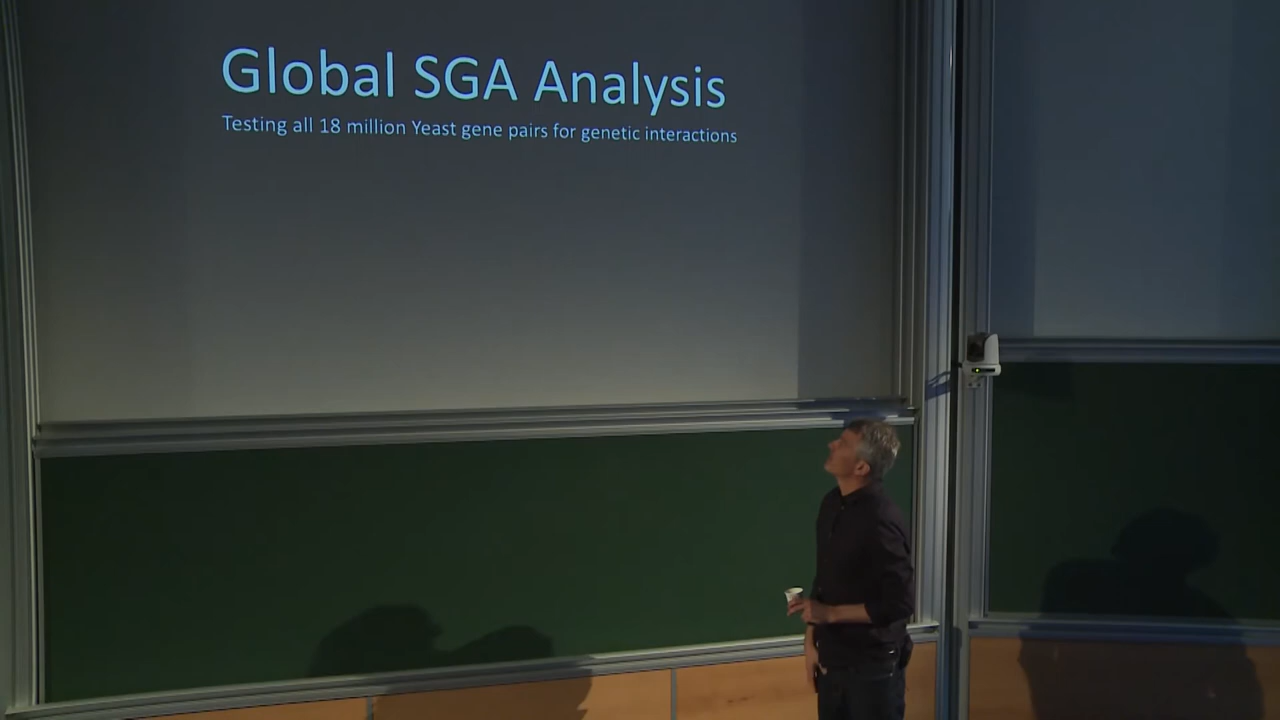 Global SGA Analysis
Testing all 18 million Yeast gene pairs for genetic interactions